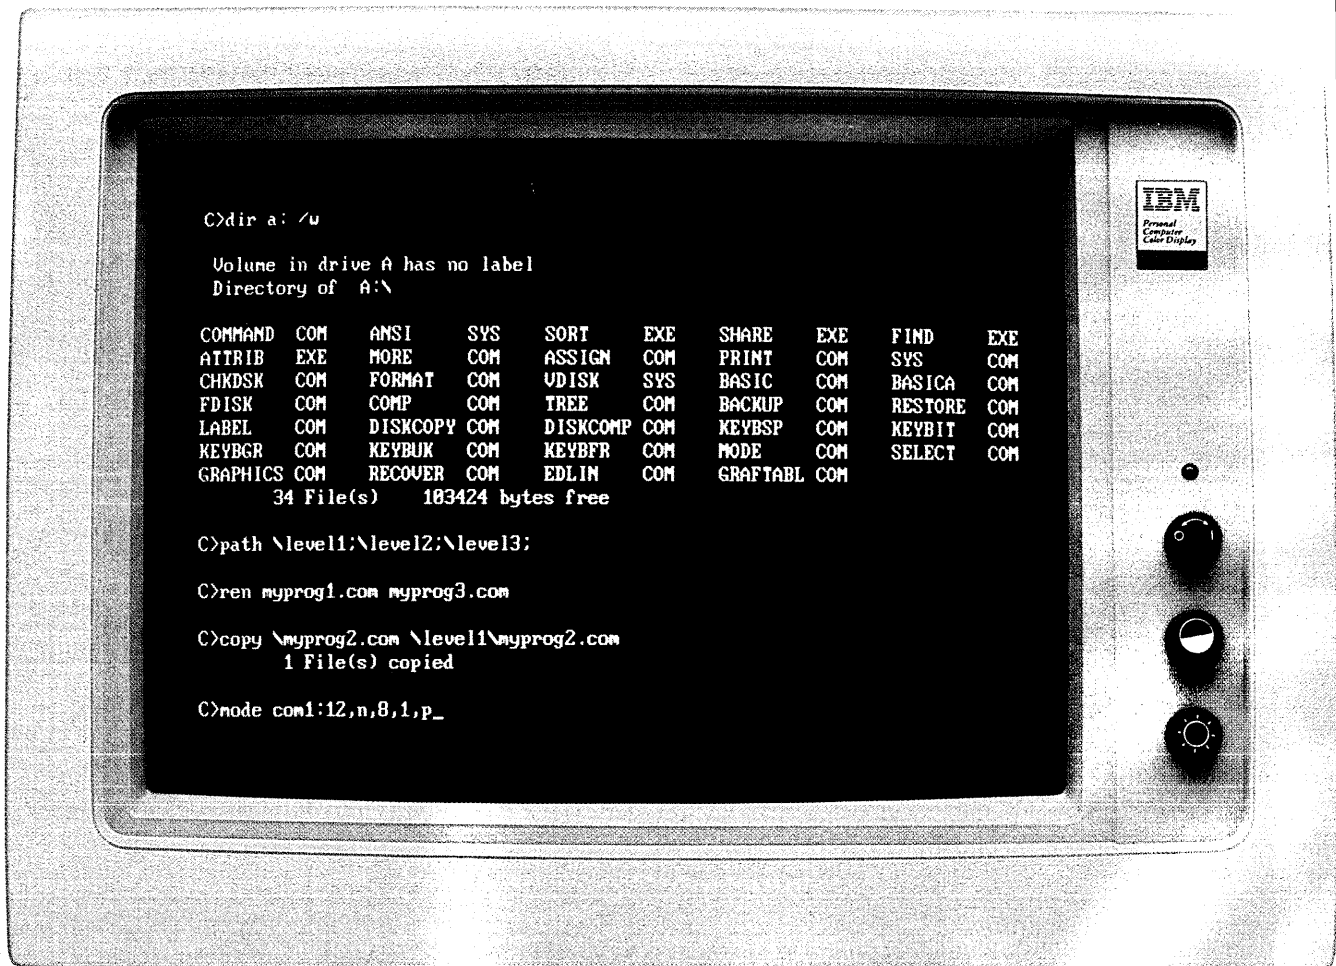 C>dir a: /w
Volume in drive A has no label
Directory of A:\
COMMAND COM ANSI SYS SORT EXE SHARE EXE FIND EXE
ATTRIB EXE MORE COM ASSIGN COM PRINT COM SYS COM
CHKDSK COM FORMAT COM VDISK SYS BASIC COM BASICA COM
FDISK COM COMP COM TREE COM BACKUP COM RESTORE COM
LABEL COM DISKCOPY COM DISKCOMP COM KEYBSP COM KEYBIT COM
KEYBGR COM KEYBUK COM KEYBFR COM MODE COM SELECT COM
GRAPHICS COM RECOVER COM EDLIN COM GRAFTABL COM
34 File(s) 103424 bytes free
C>path \level1;\level2;\level3;
C>ren myprog1.com myprog3.com
C>copy \myprog2.com \level1\myprog2.com
1 File(s) copied
C>mode com1:12,n,8,1,p_
IBM
Personal
Computer
Color Display